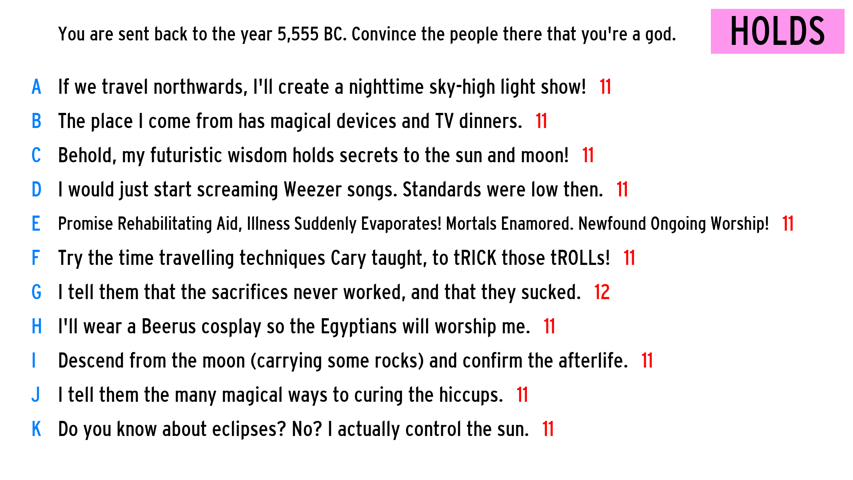 You are sent back to the year 5,555 BC. Convince the people there that you're a god.
HOLDS
A If we travel northwards, I'll create a nighttime sky-high light show! 11
B The place I come from has magical devices and TV dinners. 11
C Behold, my futuristic wisdom holds secrets to the sun and moon! 11
D I would just start screaming Weezer songs. Standards were low then. 11
E Promise Rehabilitating Aid, Illness Suddenly Evaporates! Mortals Enamored. Newfound Ongoing Worship! 11
F Try the time travelling techniques Cary taught, to tRICK those tROLLs! 11
G I tell them that the sacrifices never worked, and that they sucked. 12
H I'll wear a Beerus cosplay so the Egyptians will worship me. 11
I Descend from the moon (carrying some rocks) and confirm the afterlife. 11
J I tell them the many magical ways to curing the hiccups. 11
K Do you know about eclipses? No? I actually control the sun. 11